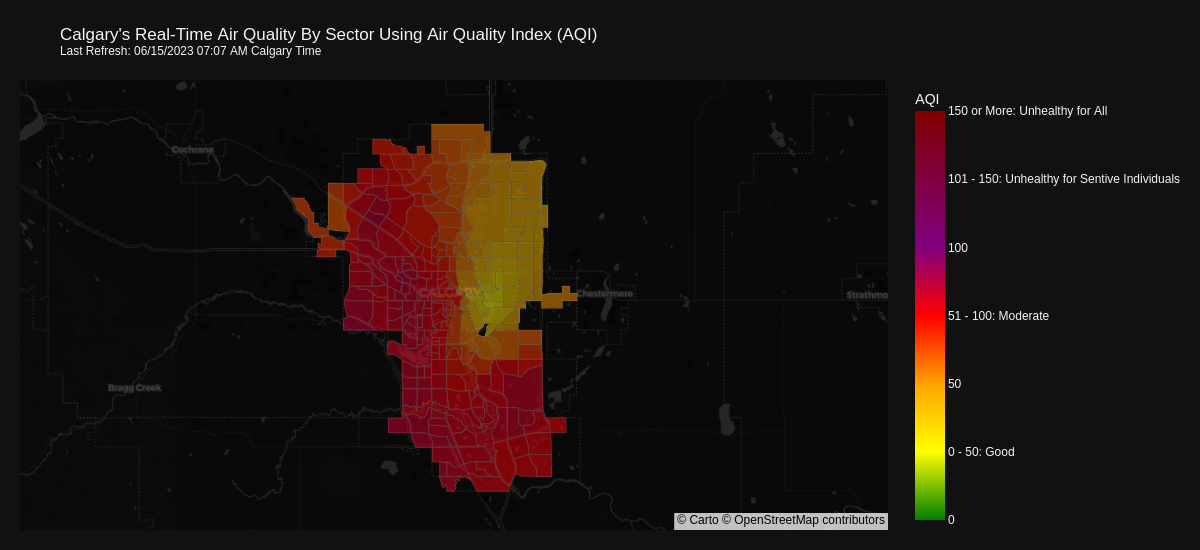 Calgary's Real-Time Air Quality By Sector Using Air Quality Index (AQI)
Last Refresh: 06/15/2023 07:07 AM Calgary Time
AQI
150 or More: Unhealthy for All
Cochrane
101 - 150: Unhealthy for Sentive Individuals
100
CALGARY
Chestermere
Strathmo
51 - 100: Moderate
Bragg Creek
50
0 - 50: Good
0
© Carto © OpenStreetMap contributors